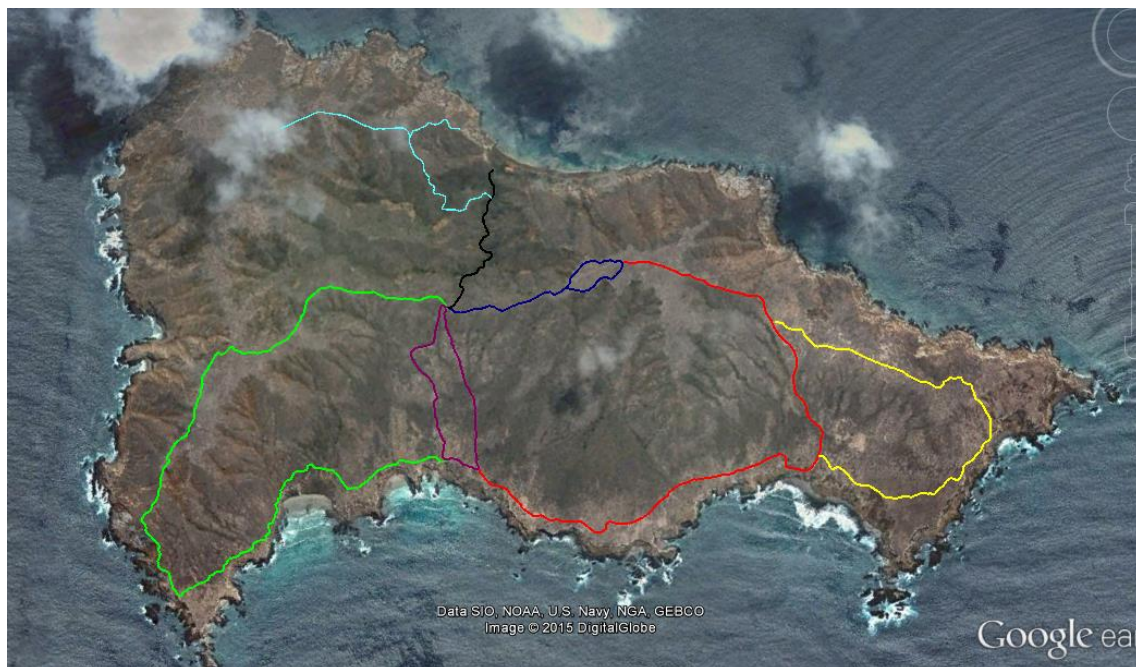 Data SIO, NOAA, U.S. Navy, NGA, GEBCO
Image © 2015 DigitalGlobe
Google ea